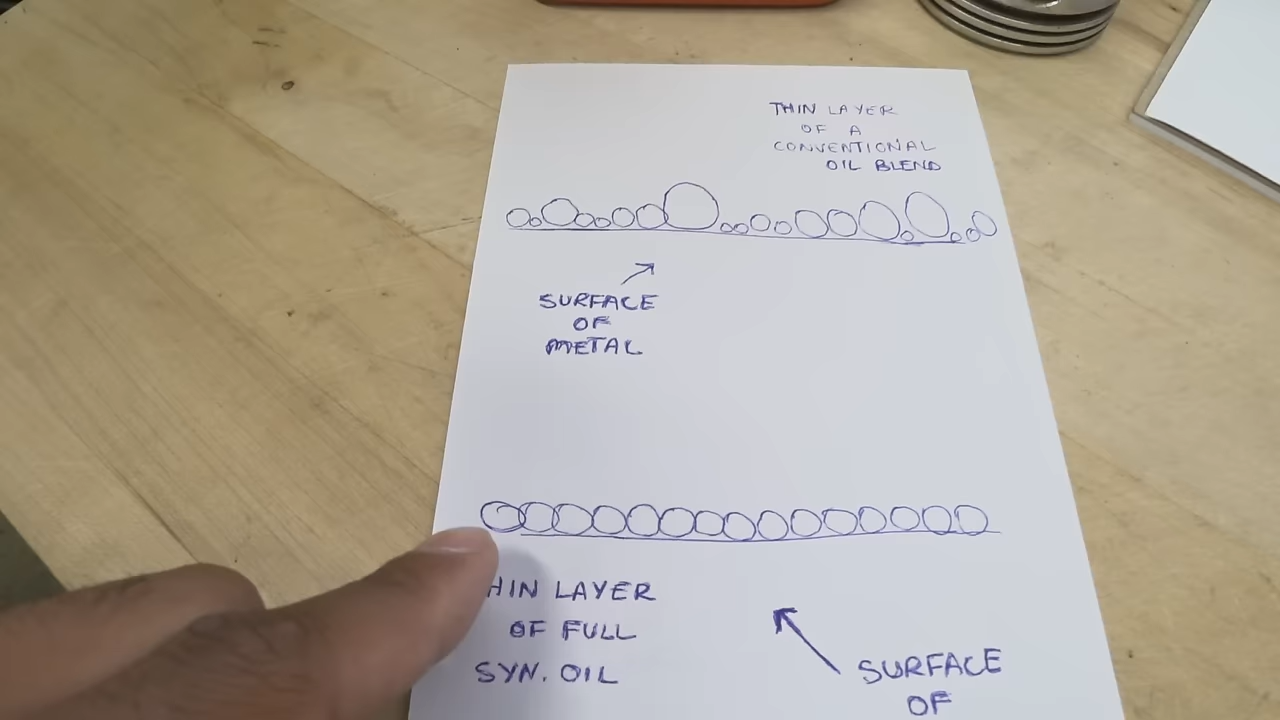 THIN LAYER
OF A
CONVENTIONAL
OIL BLEND
SURFACE
OF
METAL
HIN LAYER
OF FULL
SYN. OIL
SURFACE
OF